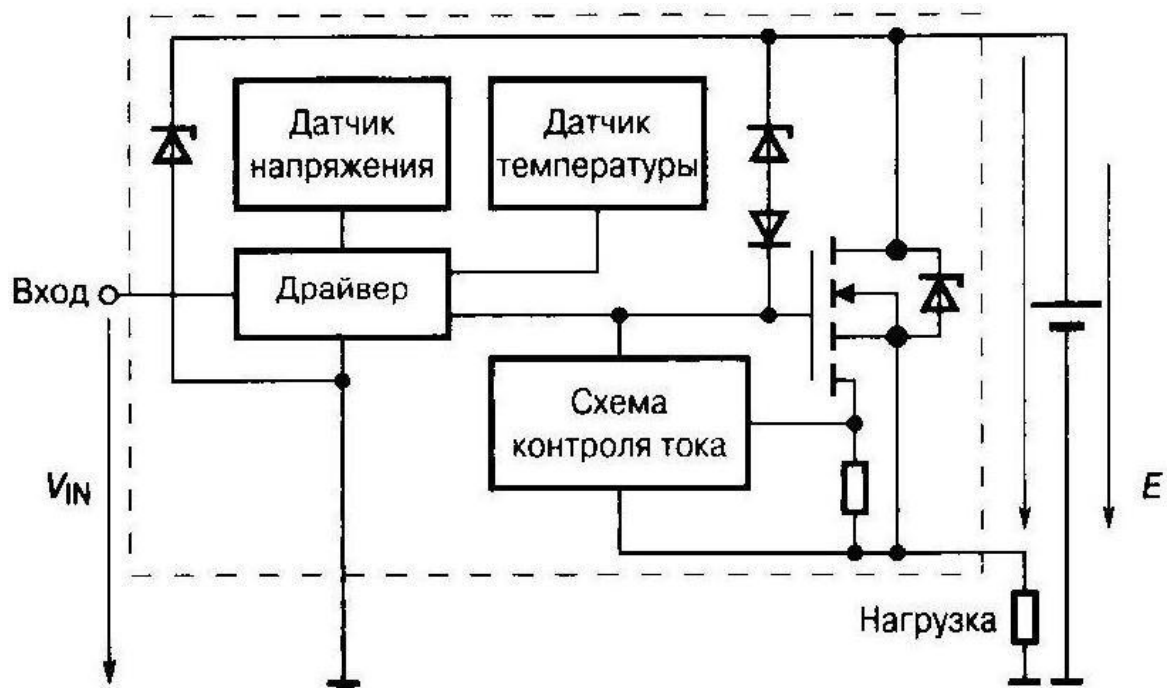 Датчик
напряжения
Датчик
температуры
Вход
Драйвер
Схема
контроля тока
VIN
E
Нагрузка